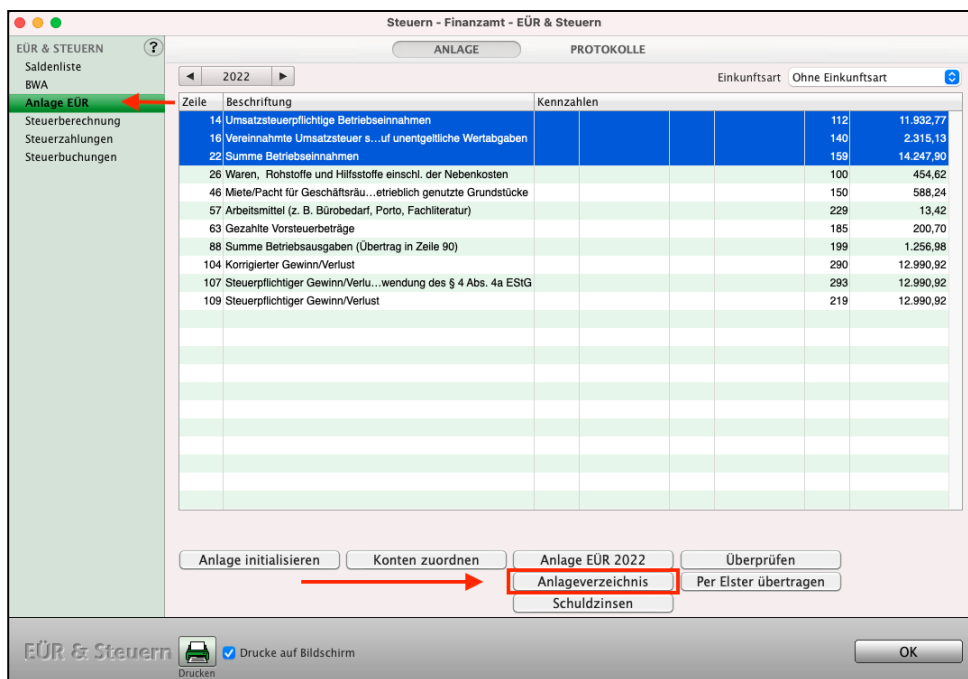 Steuern - Finanzamt - EÜR & Steuern
EÜR & STEUERN ?
Saldenliste
BWA
Anlage EÜR
Steuerberechnung
Steuerzahlungen
Steuerbuchungen
ANLAGE PROTOKOLLE
2022 Einkunftsart Ohne Einkunftsart
Zeile Beschriftung Kennzahlen
14 Umsatzsteuerpflichtige Betriebseinnahmen 112 11.932,77
16 Vereinnahmte Umsatzsteuer s...uf unentgeltliche Wertabgaben 140 2.315,13
22 Summe Betriebseinnahmen 159 14.247,90
26 Waren, Rohstoffe und Hilfsstoffe einschl. der Nebenkosten 100 454,62
46 Miete/Pacht für Geschäftsräu...etrieblich genutzte Grundstücke 150 588,24
57 Arbeitsmittel (z. B. Bürobedarf, Porto, Fachliteratur) 229 13,42
63 Gezahlte Vorsteuerbeträge 185 200,70
88 Summe Betriebsausgaben (Übertrag in Zeile 90) 199 1.256,98
104 Korrigierter Gewinn/Verlust 290 12.990,92
107 Steuerpflichtiger Gewinn/Verlu...wendung des § 4 Abs. 4a EStG 293 12.990,92
109 Steuerpflichtiger Gewinn/Verlust 219 12.990,92
Anlage initialisieren Konten zuordnen Anlage EÜR 2022 Überprüfen
Anlageverzeichnis Per Elster übertragen
Schuldzinsen
EÜR & Steuern Drucke auf Bildschirm OK
Drucken